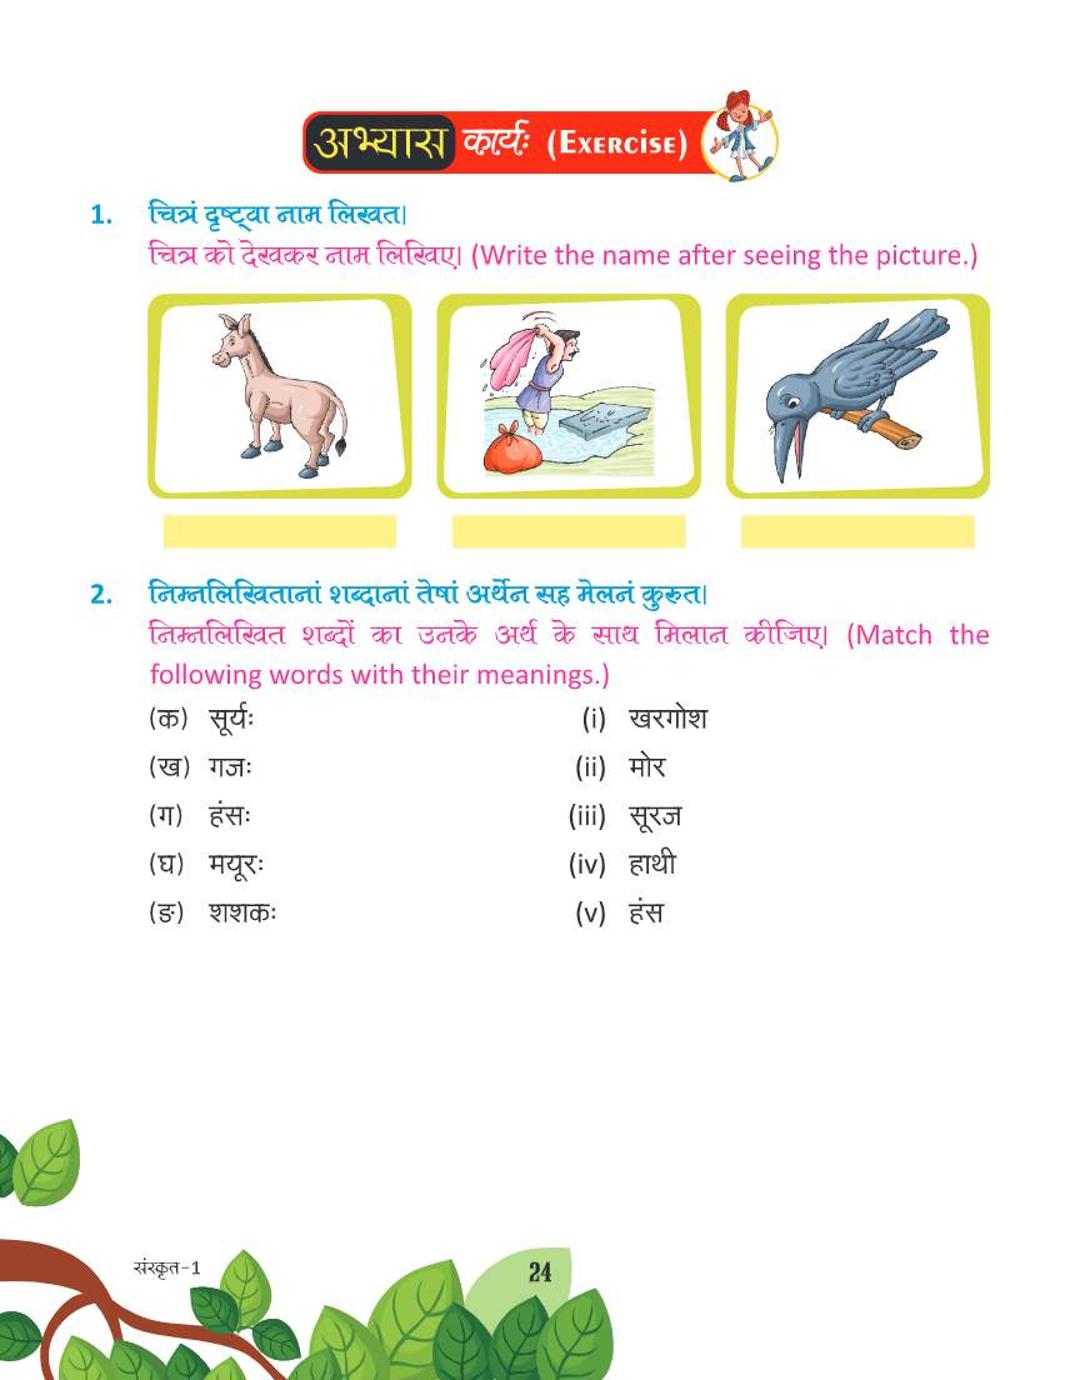 अभ्यास कार्यः (Exercise)
1. चित्रं दृष्ट्वा नाम लिखत।
चित्र को देखकर नाम लिखिए। (Write the name after seeing the picture.)
2. निम्नलिखितानां शब्दानां तेषां अर्थेन सह मेलनं कुरुत।
निम्नलिखित शब्दों का उनके अर्थ के साथ मिलान कीजिए। (Match the
following words with their meanings.)
(क) सूर्यः (i) खरगोश
(ख) गजः (ii) मोर
(ग) हंसः (iii) सूरज
(घ) मयूरः (iv) हाथी
(ङ) शशकः (v) हंस
संस्कृत-1 24